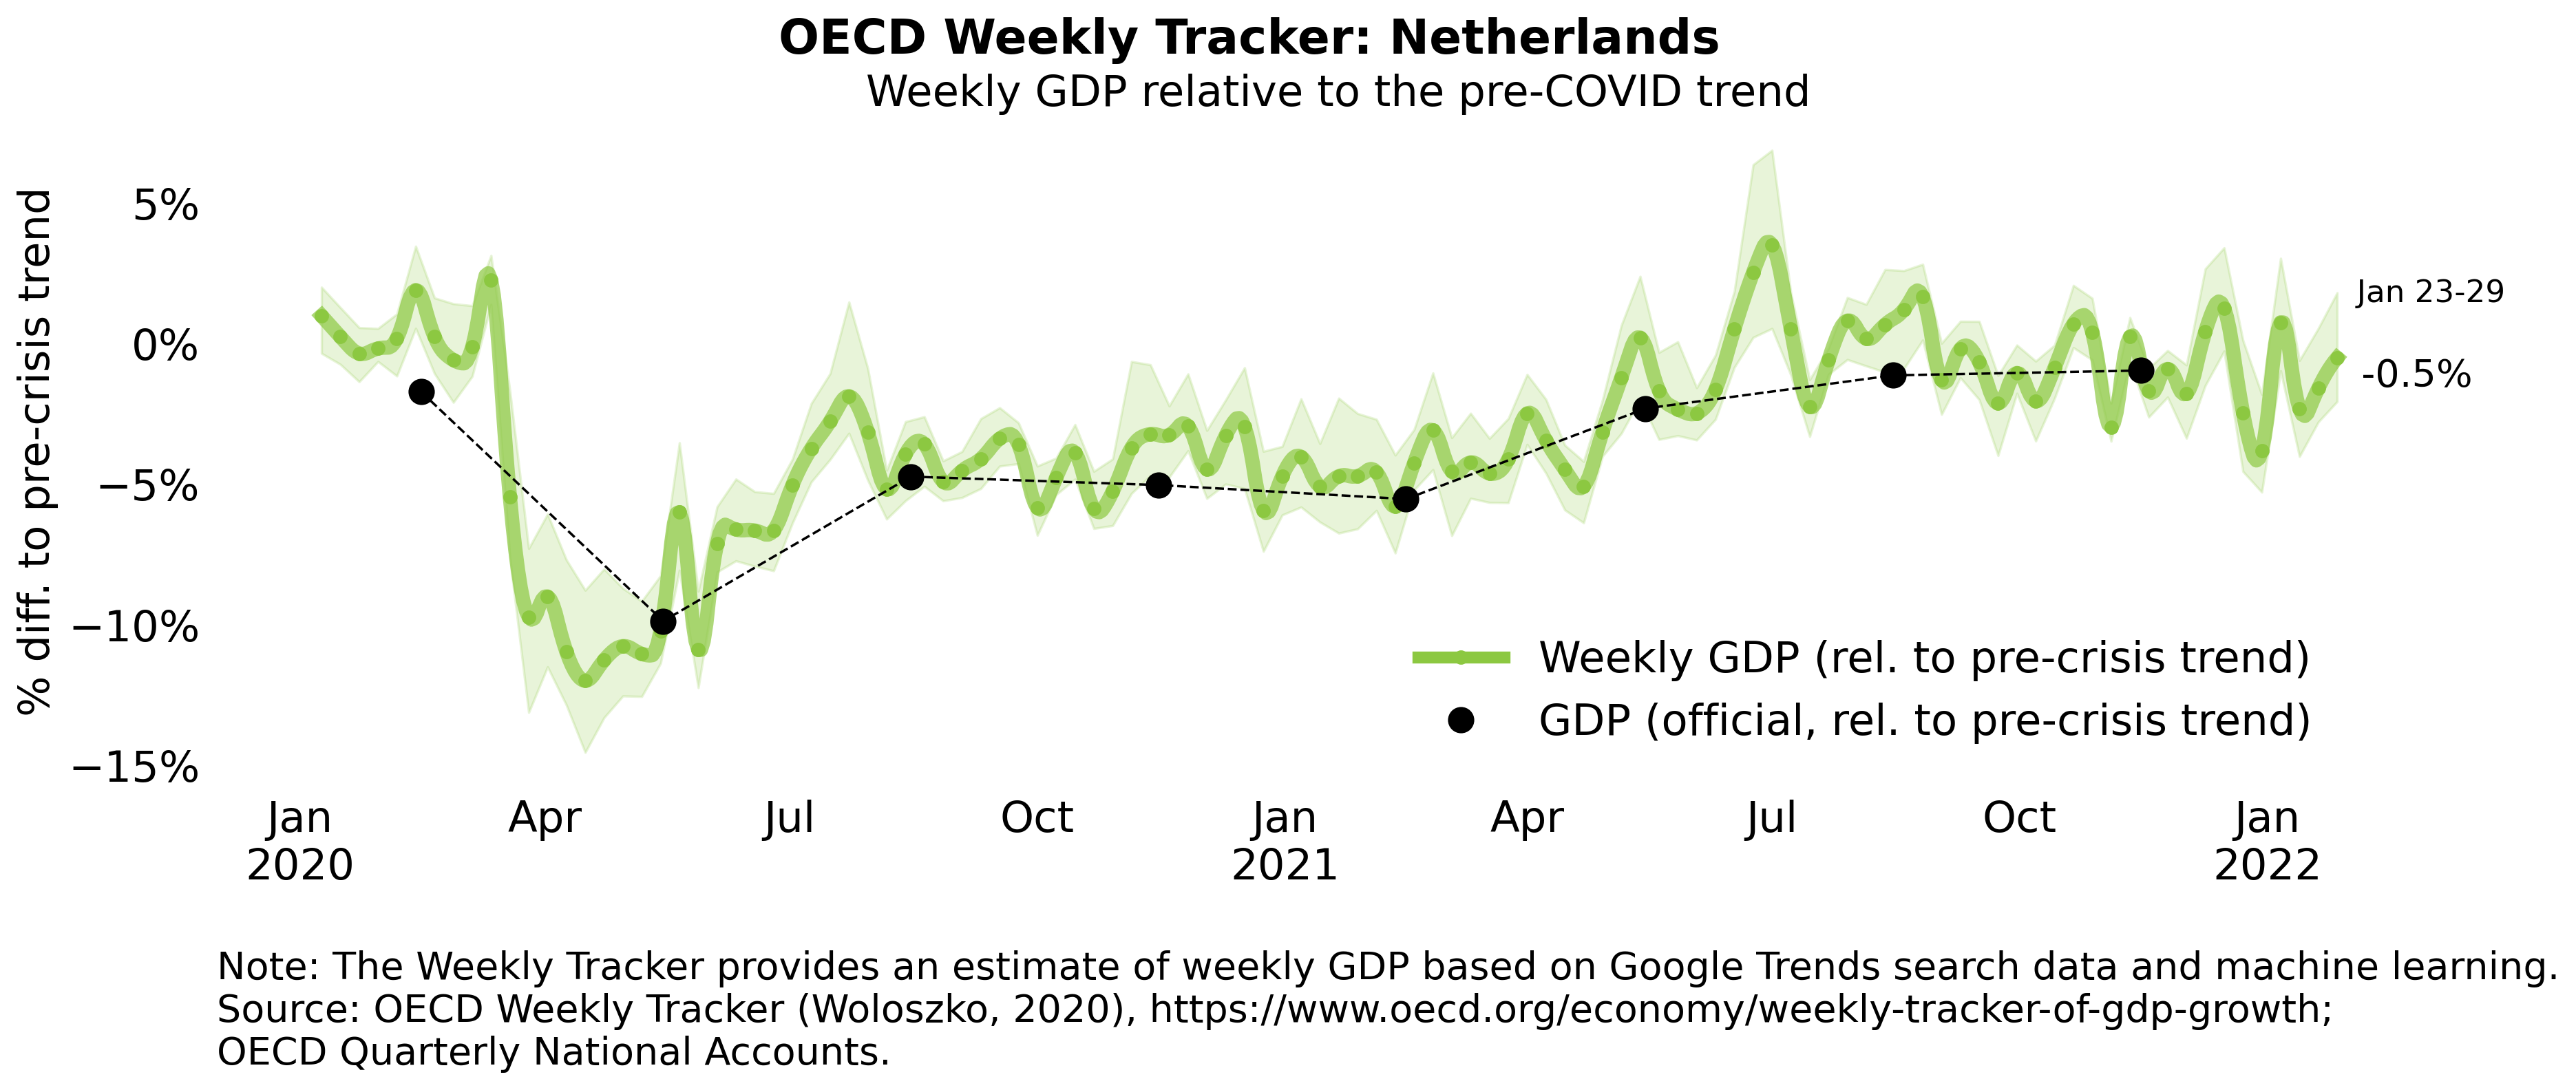 OECD Weekly Tracker: Netherlands
Weekly GDP relative to the pre-COVID trend
% diff. to pre-crisis trend
5%
0%
−5%
−10%
−15%
Jan 23-29
-0.5%
Weekly GDP (rel. to pre-crisis trend)
GDP (official, rel. to pre-crisis trend)
Jan Apr Jul Oct Jan Apr Jul Oct Jan
2020 2021 2022
Note: The Weekly Tracker provides an estimate of weekly GDP based on Google Trends search data and machine learning.
Source: OECD Weekly Tracker (Woloszko, 2020), https://www.oecd.org/economy/weekly-tracker-of-gdp-growth;
OECD Quarterly National Accounts.